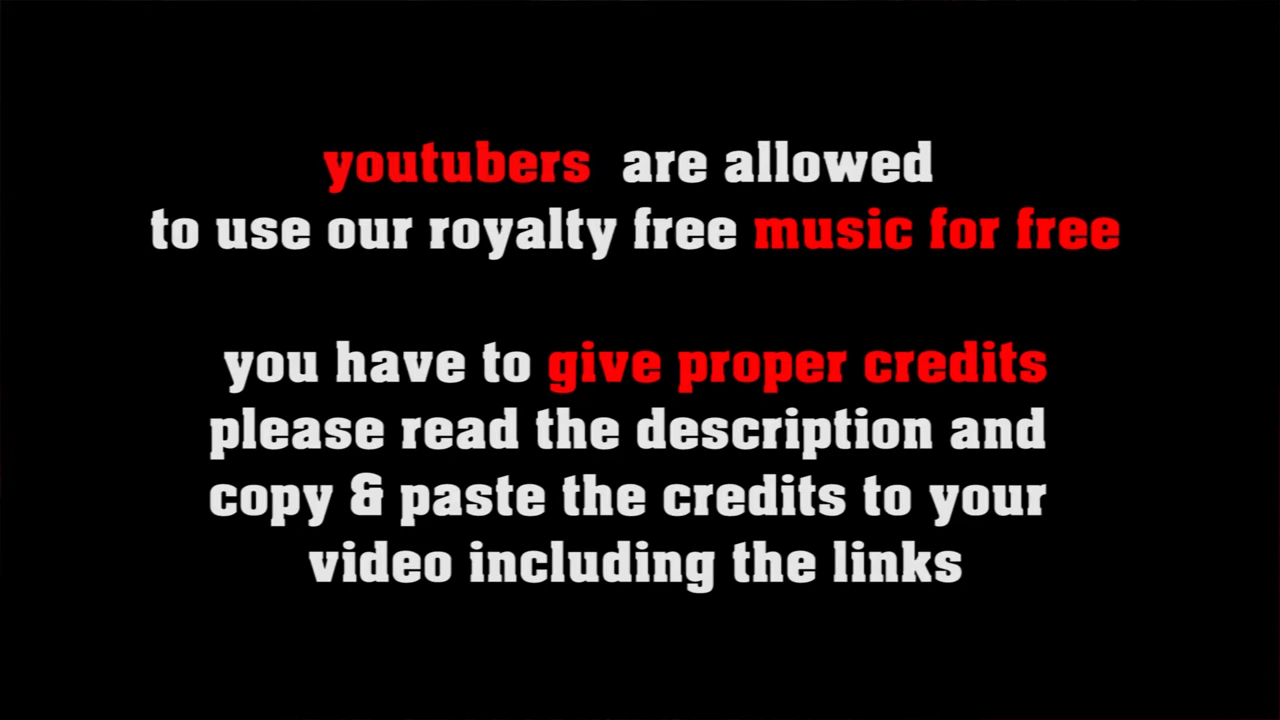 youtubers are allowed
to use our royalty free music for free
you have to give proper credits
please read the description and
copy & paste the credits to your
video including the links